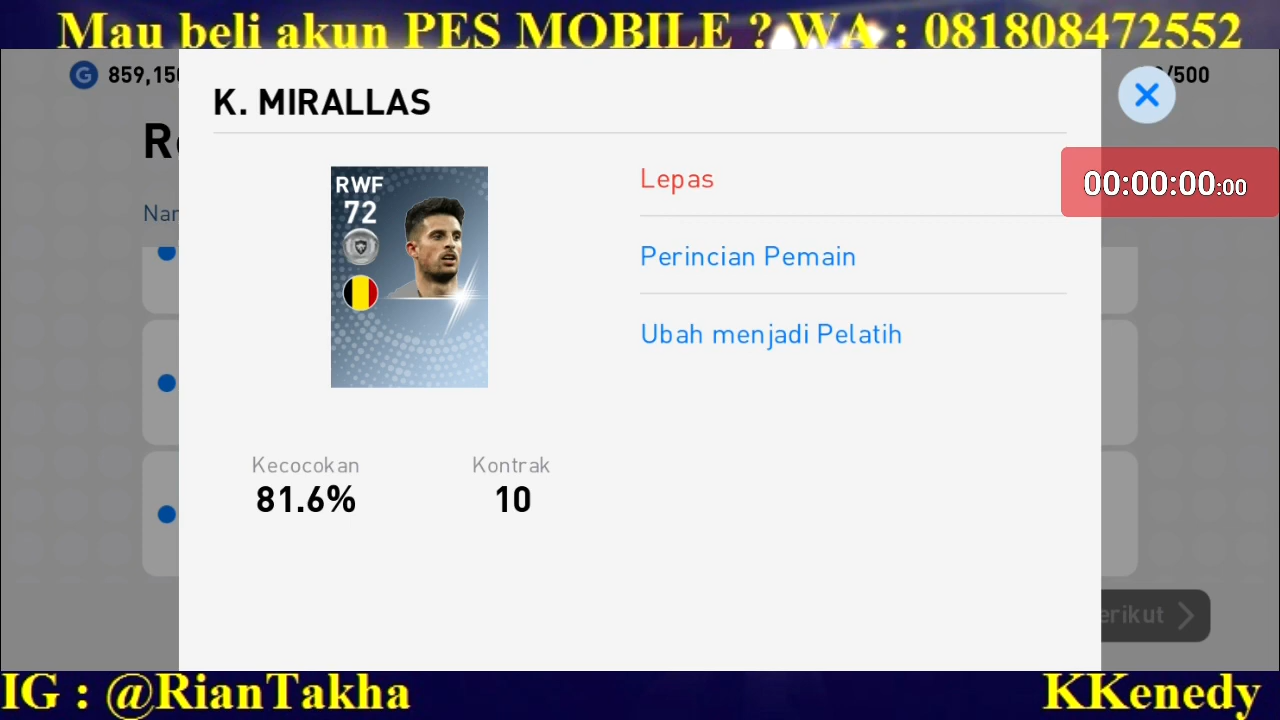 Mau beli akun PES MOBILE ? WA : 081808472552
859,150
/500
K. MIRALLAS
RWF
72
Lepas
00:00:00:00
Perincian Pemain
Ubah menjadi Pelatih
Kecocokan
Kontrak
81.6%
10
erikut
IG : @RianTakha
KKenedy